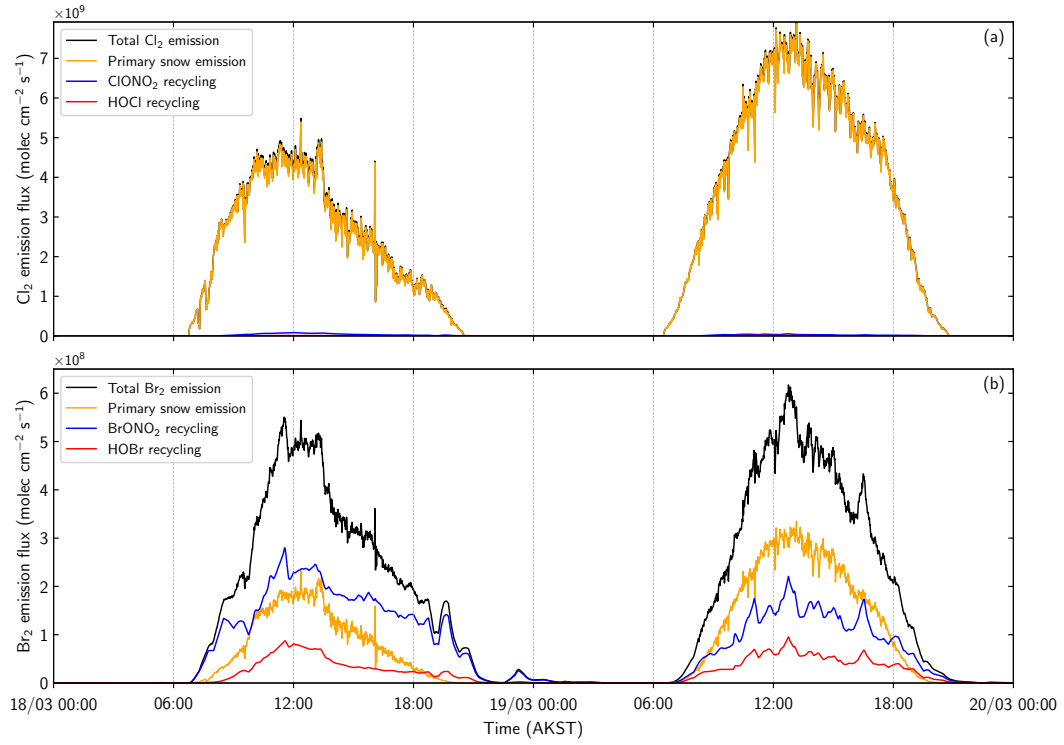 ×10⁹
(a)
Total Cl₂ emission
Primary snow emission
ClONO₂ recycling
HOCl recycling
Cl₂ emission flux (molec cm⁻² s⁻¹)
7
6
5
4
3
2
1
0
×10⁸
(b)
Total Br₂ emission
Primary snow emission
BrONO₂ recycling
HOBr recycling
Br₂ emission flux (molec cm⁻² s⁻¹)
6
5
4
3
2
1
0
18/03 00:00 06:00 12:00 18:00 19/03 00:00 06:00 12:00 18:00 20/03 00:00
Time (AKST)